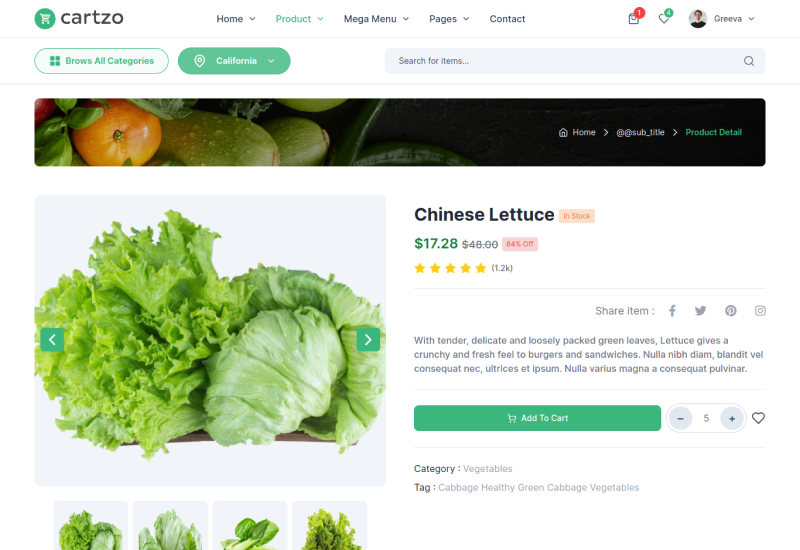 cartzo
Home Product Mega Menu Pages Contact
1 4 Greeva
Brows All Categories California Search for items...
Home @@sub_title Product Detail
Chinese Lettuce In Stock
$17.28 $48.00 64% Off
(1.2k)
Share item :
With tender, delicate and loosely packed green leaves, Lettuce gives a
crunchy and fresh feel to burgers and sandwiches. Nulla nibh diam, blandit vel
consequat nec, ultrices et ipsum. Nulla varius magna a consequat pulvinar.
Add To Cart − 5 +
Category : Vegetables
Tag : Cabbage Healthy Green Cabbage Vegetables